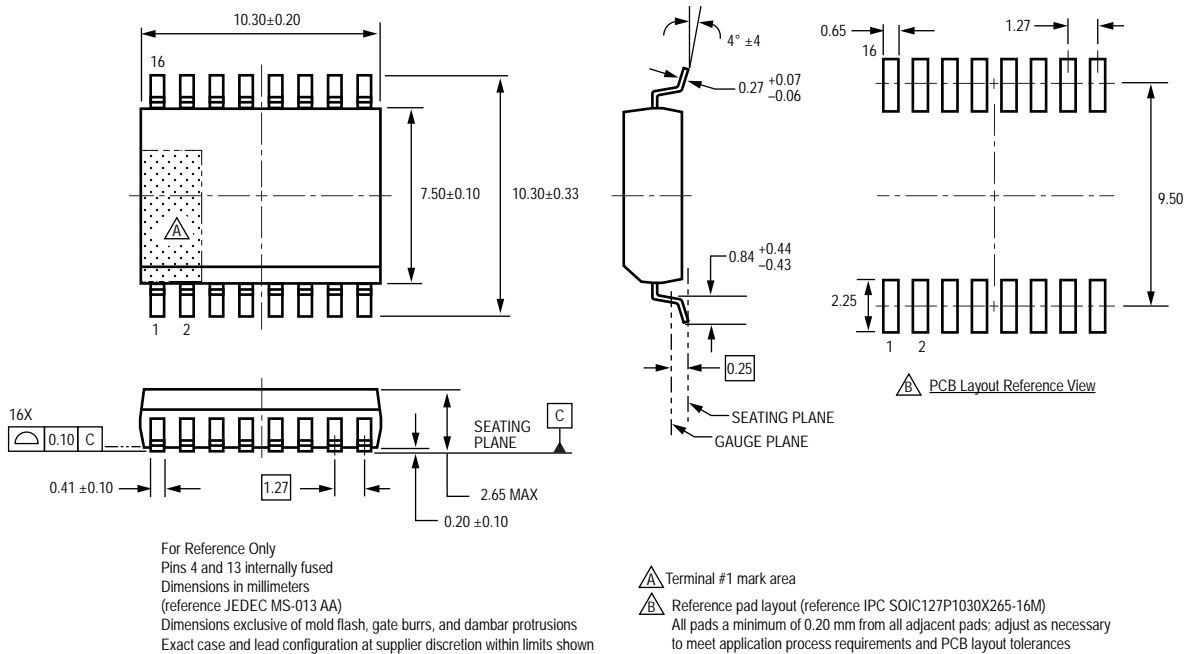 10.30±0.20
16
7.50±0.10
10.30±0.33
A
1 2
4° ±4
0.27 +0.07
–0.06
0.84 +0.44
–0.43
0.25
SEATING PLANE
GAUGE PLANE
0.65
16
1.27
9.50
2.25
1 2
B PCB Layout Reference View
16X
0.10 C
SEATING
PLANE
C
0.41 ±0.10
1.27
2.65 MAX
0.20 ±0.10
For Reference Only
Pins 4 and 13 internally fused
Dimensions in millimeters
(reference JEDEC MS-013 AA)
Dimensions exclusive of mold flash, gate burrs, and dambar protrusions
Exact case and lead configuration at supplier discretion within limits shown
A Terminal #1 mark area
B Reference pad layout (reference IPC SOIC127P1030X265-16M)
All pads a minimum of 0.20 mm from all adjacent pads; adjust as necessary
to meet application process requirements and PCB layout tolerances